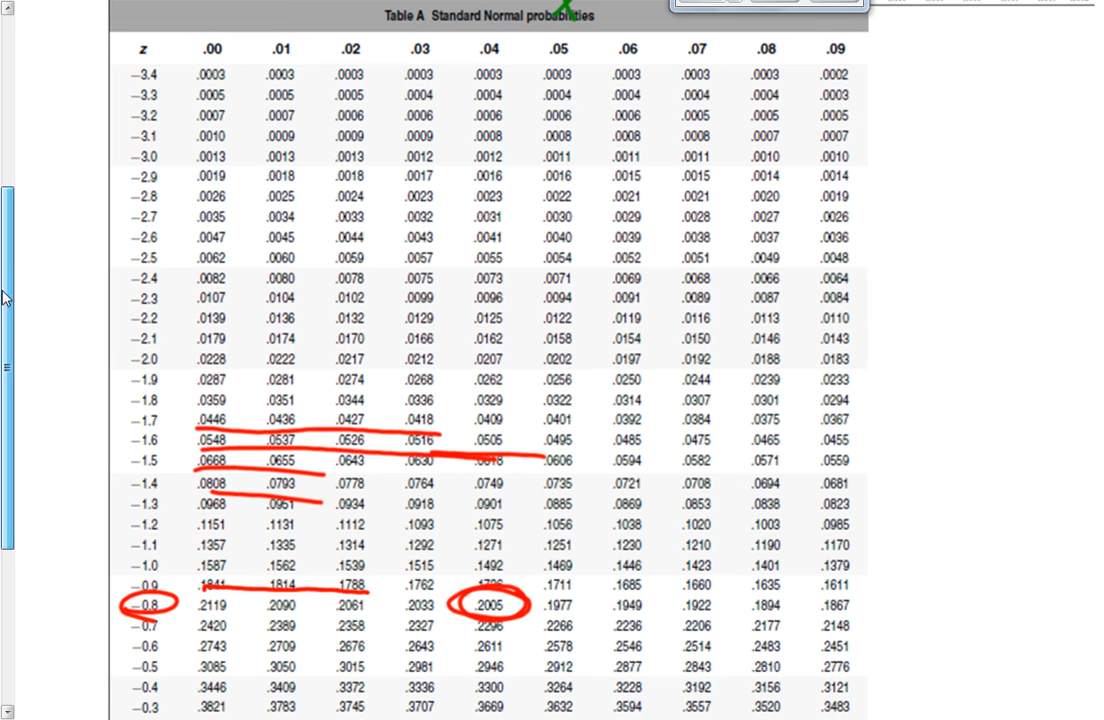 Table A Standard Normal probabilities
z .00 .01 .02 .03 .04 .05 .06 .07 .08 .09
–3.4 .0003 .0003 .0003 .0003 .0003 .0003 .0003 .0003 .0003 .0002
–3.3 .0005 .0005 .0005 .0004 .0004 .0004 .0004 .0004 .0004 .0003
–3.2 .0007 .0007 .0006 .0006 .0006 .0006 .0006 .0005 .0005 .0005
–3.1 .0010 .0009 .0009 .0009 .0008 .0008 .0008 .0008 .0007 .0007
–3.0 .0013 .0013 .0013 .0012 .0012 .0011 .0011 .0011 .0010 .0010
–2.9 .0019 .0018 .0018 .0017 .0016 .0016 .0015 .0015 .0014 .0014
–2.8 .0026 .0025 .0024 .0023 .0023 .0022 .0021 .0021 .0020 .0019
–2.7 .0035 .0034 .0033 .0032 .0031 .0030 .0029 .0028 .0027 .0026
–2.6 .0047 .0045 .0044 .0043 .0041 .0040 .0039 .0038 .0037 .0036
–2.5 .0062 .0060 .0059 .0057 .0055 .0054 .0052 .0051 .0049 .0048
–2.4 .0082 .0080 .0078 .0075 .0073 .0071 .0069 .0068 .0066 .0064
–2.3 .0107 .0104 .0102 .0099 .0096 .0094 .0091 .0089 .0087 .0084
–2.2 .0139 .0136 .0132 .0129 .0125 .0122 .0119 .0116 .0113 .0110
–2.1 .0179 .0174 .0170 .0166 .0162 .0158 .0154 .0150 .0146 .0143
–2.0 .0228 .0222 .0217 .0212 .0207 .0202 .0197 .0192 .0188 .0183
–1.9 .0287 .0281 .0274 .0268 .0262 .0256 .0250 .0244 .0239 .0233
–1.8 .0359 .0351 .0344 .0336 .0329 .0322 .0314 .0307 .0301 .0294
–1.7 .0446 .0436 .0427 .0418 .0409 .0401 .0392 .0384 .0375 .0367
–1.6 .0548 .0537 .0526 .0516 .0505 .0495 .0485 .0475 .0465 .0455
–1.5 .0668 .0655 .0643 .0630 .0618 .0606 .0594 .0582 .0571 .0559
–1.4 .0808 .0793 .0778 .0764 .0749 .0735 .0721 .0708 .0694 .0681
–1.3 .0968 .0951 .0934 .0918 .0901 .0885 .0869 .0853 .0838 .0823
–1.2 .1151 .1131 .1112 .1093 .1075 .1056 .1038 .1020 .1003 .0985
–1.1 .1357 .1335 .1314 .1292 .1271 .1251 .1230 .1210 .1190 .1170
–1.0 .1587 .1562 .1539 .1515 .1492 .1469 .1446 .1423 .1401 .1379
–0.9 .1841 .1814 .1788 .1762 .1736 .1711 .1685 .1660 .1635 .1611
–0.8 .2119 .2090 .2061 .2033 .2005 .1977 .1949 .1922 .1894 .1867
–0.7 .2420 .2389 .2358 .2327 .2296 .2266 .2236 .2206 .2177 .2148
–0.6 .2743 .2709 .2676 .2643 .2611 .2578 .2546 .2514 .2483 .2451
–0.5 .3085 .3050 .3015 .2981 .2946 .2912 .2877 .2843 .2810 .2776
–0.4 .3446 .3409 .3372 .3336 .3300 .3264 .3228 .3192 .3156 .3121
–0.3 .3821 .3783 .3745 .3707 .3669 .3632 .3594 .3557 .3520 .3483